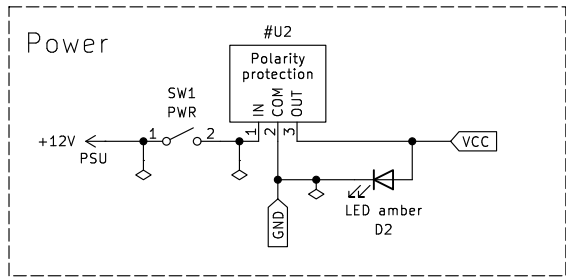 Power
#U2
Polarity
protection
IN
COM
OUT
1
2
3
SW1
PWR
+12V
1
2
PSU
VCC
GND
LED amber
D2